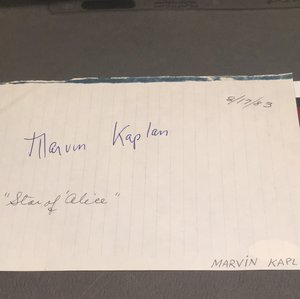 8/17/83
Marvin Kaplan
"Star of 'Alice"
MARVIN KAPL